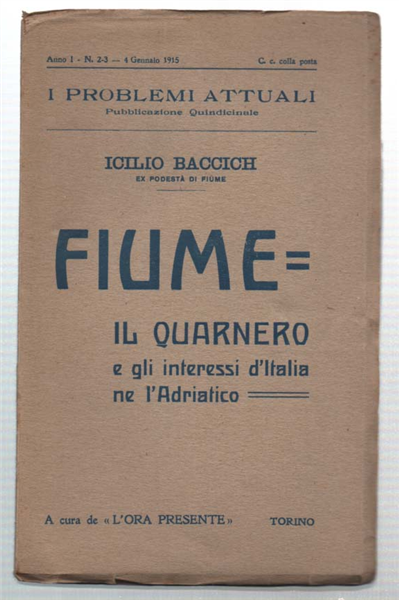 Anno I - N. 2-3 — 4 Gennaio 1915 C. c. colla posta
I PROBLEMI ATTUALI
Pubblicazione Quindicinale
ICILIO BACCICH
EX PODESTÀ DI FIUME
FIUME=
IL QUARNERO
e gli interessi d'Italia
ne l'Adriatico
A cura de «L'ORA PRESENTE» TORINO